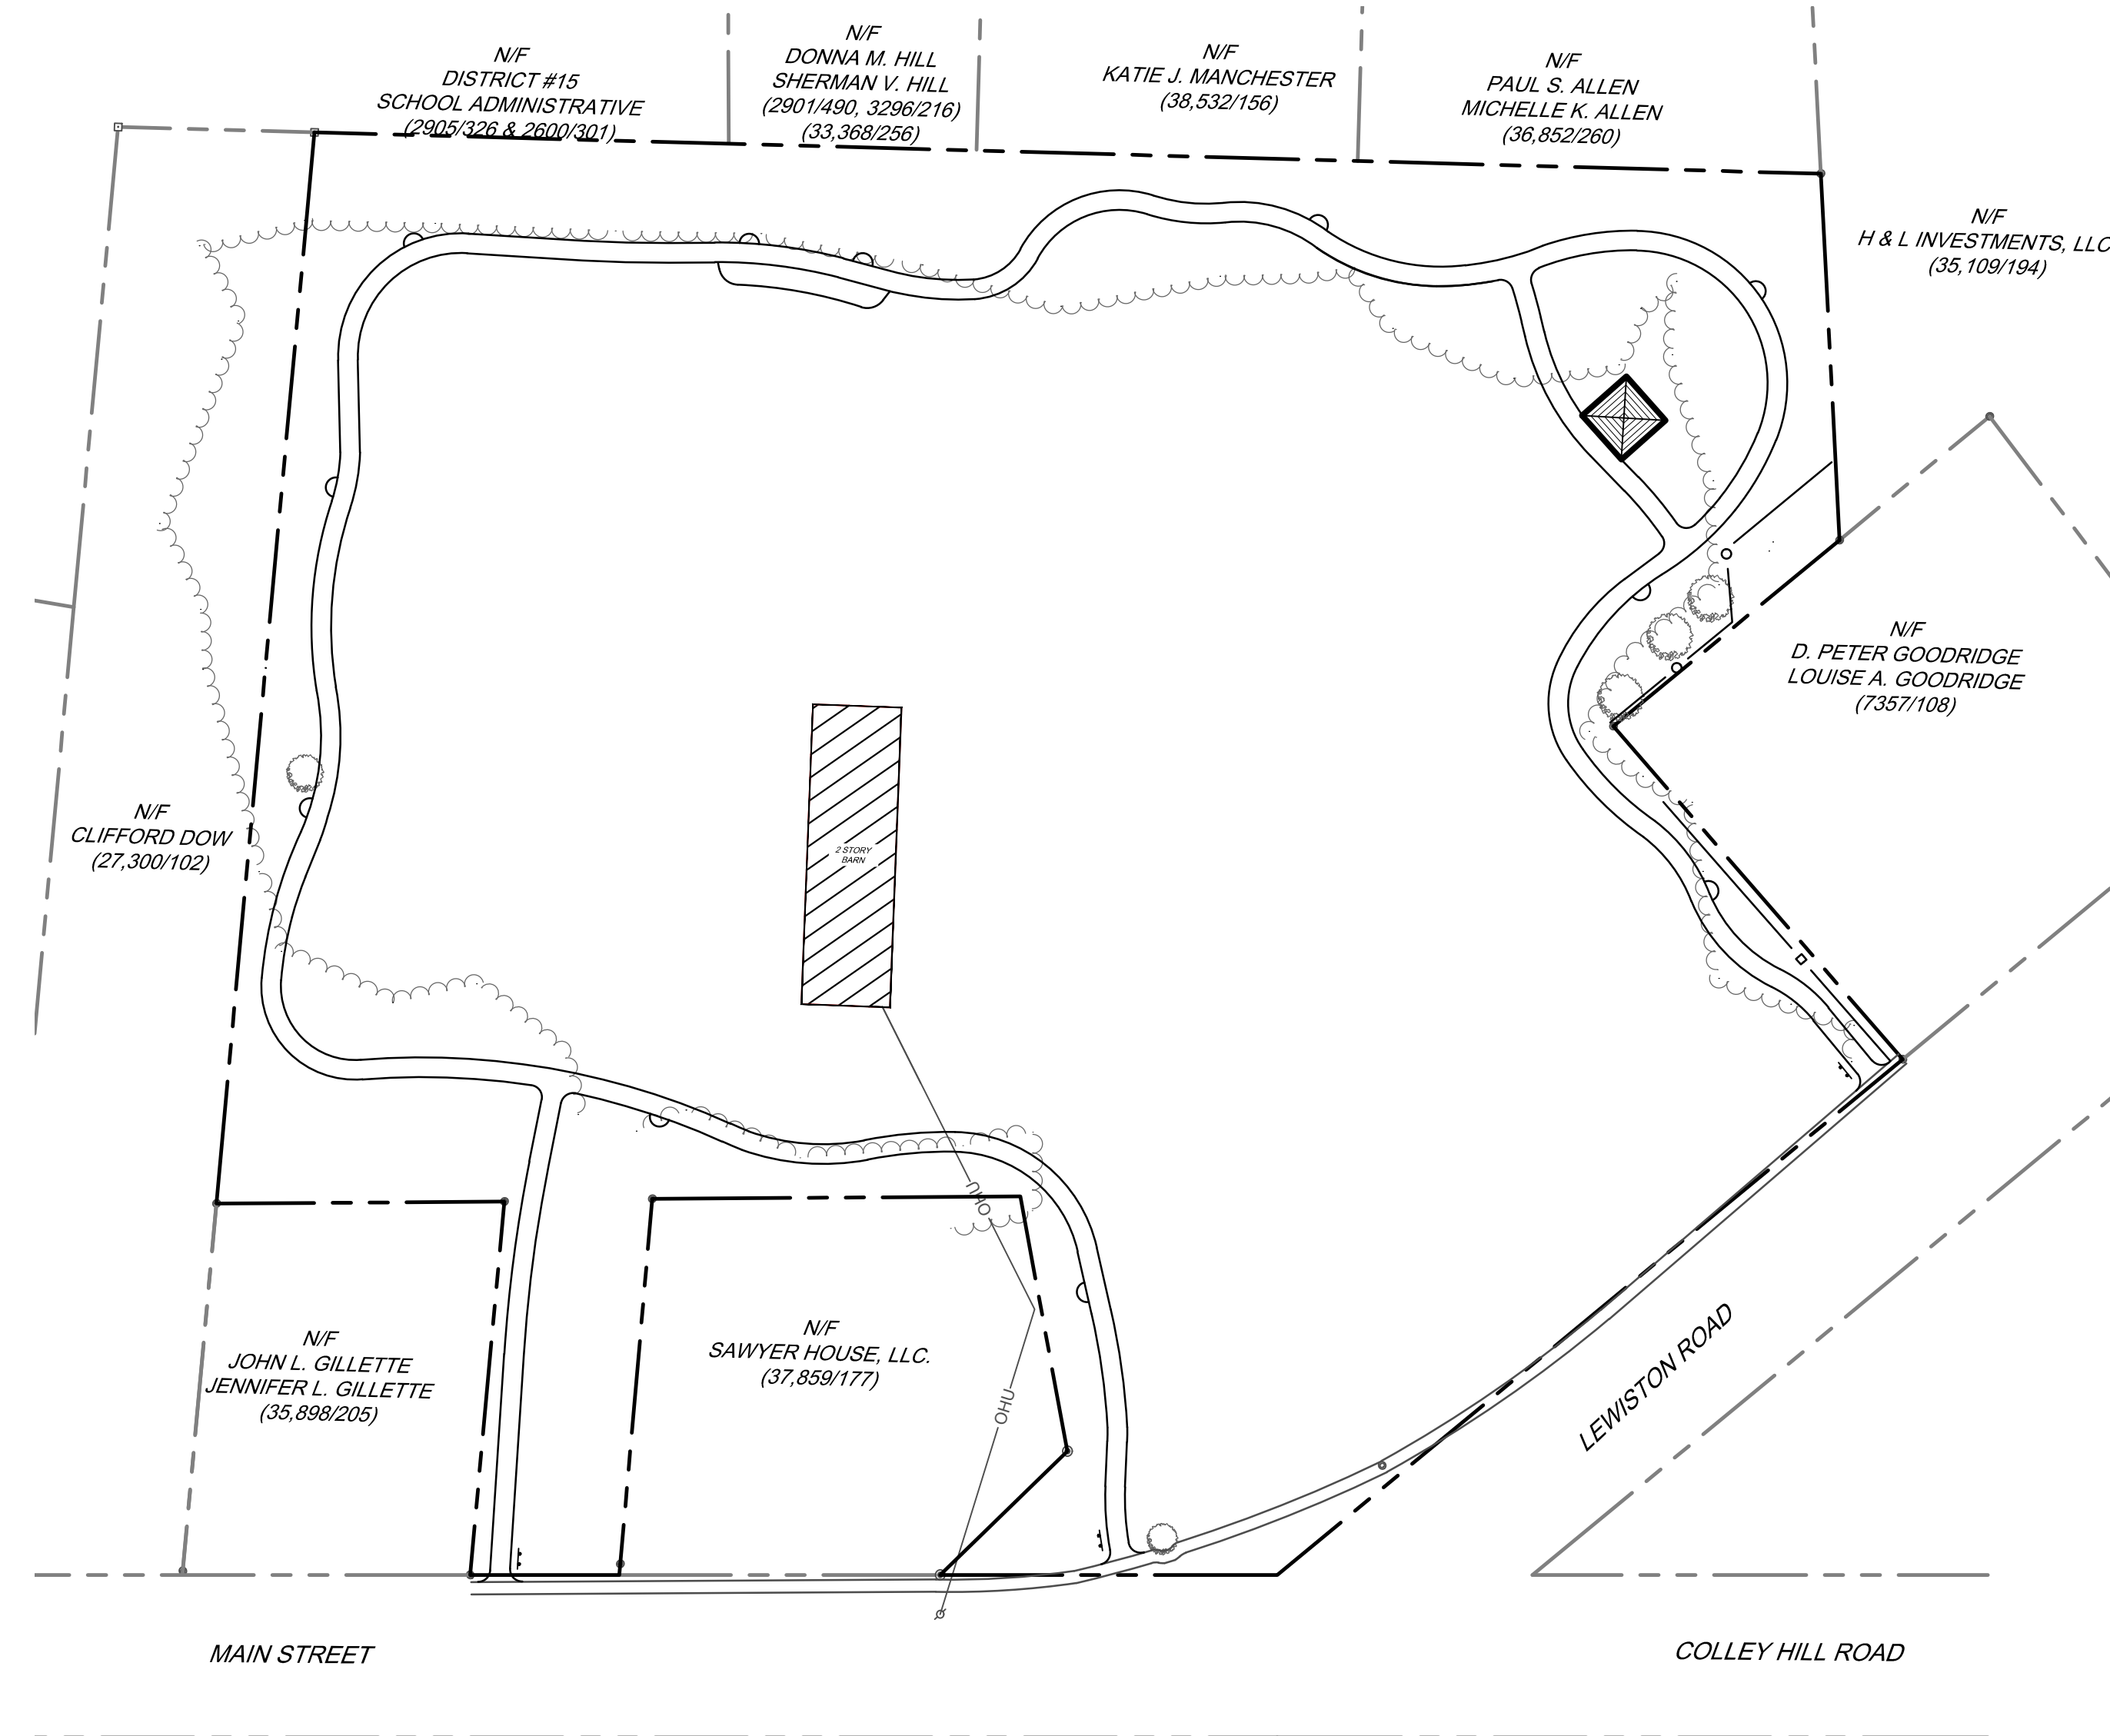 N/F
DISTRICT #15
SCHOOL ADMINISTRATIVE
(2905/326 & 2600/301)
N/F
DONNA M. HILL
SHERMAN V. HILL
(2901/490, 3296/216)
(33,368/256)
N/F
KATIE J. MANCHESTER
(38,532/156)
N/F
PAUL S. ALLEN
MICHELLE K. ALLEN
(36,852/260)
N/F
H & L INVESTMENTS, LLC
(35,109/194)
N/F
D. PETER GOODRIDGE
LOUISE A. GOODRIDGE
(7357/108)
N/F
CLIFFORD DOW
(27,300/102)
2 STORY
BARN
OHU
N/F
JOHN L. GILLETTE
JENNIFER L. GILLETTE
(35,898/205)
N/F
SAWYER HOUSE, LLC.
(37,859/177)
OHU
LEWISTON ROAD
MAIN STREET
COLLEY HILL ROAD